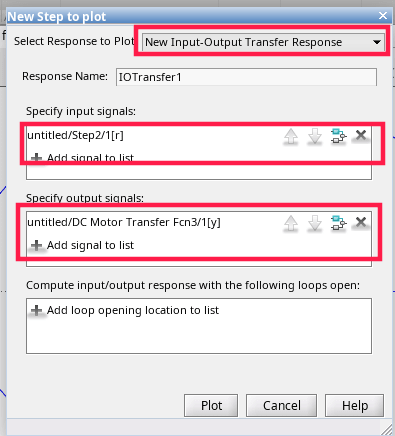 New Step to plot
Select Response to Plot
New Input-Output Transfer Response
Response Name:
IOTransfer1
Specify input signals:
untitled/Step2/1[r]
Add signal to list
Specify output signals:
untitled/DC Motor Transfer Fcn3/1[y]
Add signal to list
Compute input/output response with the following loops open:
Add loop opening location to list
Plot
Cancel
Help